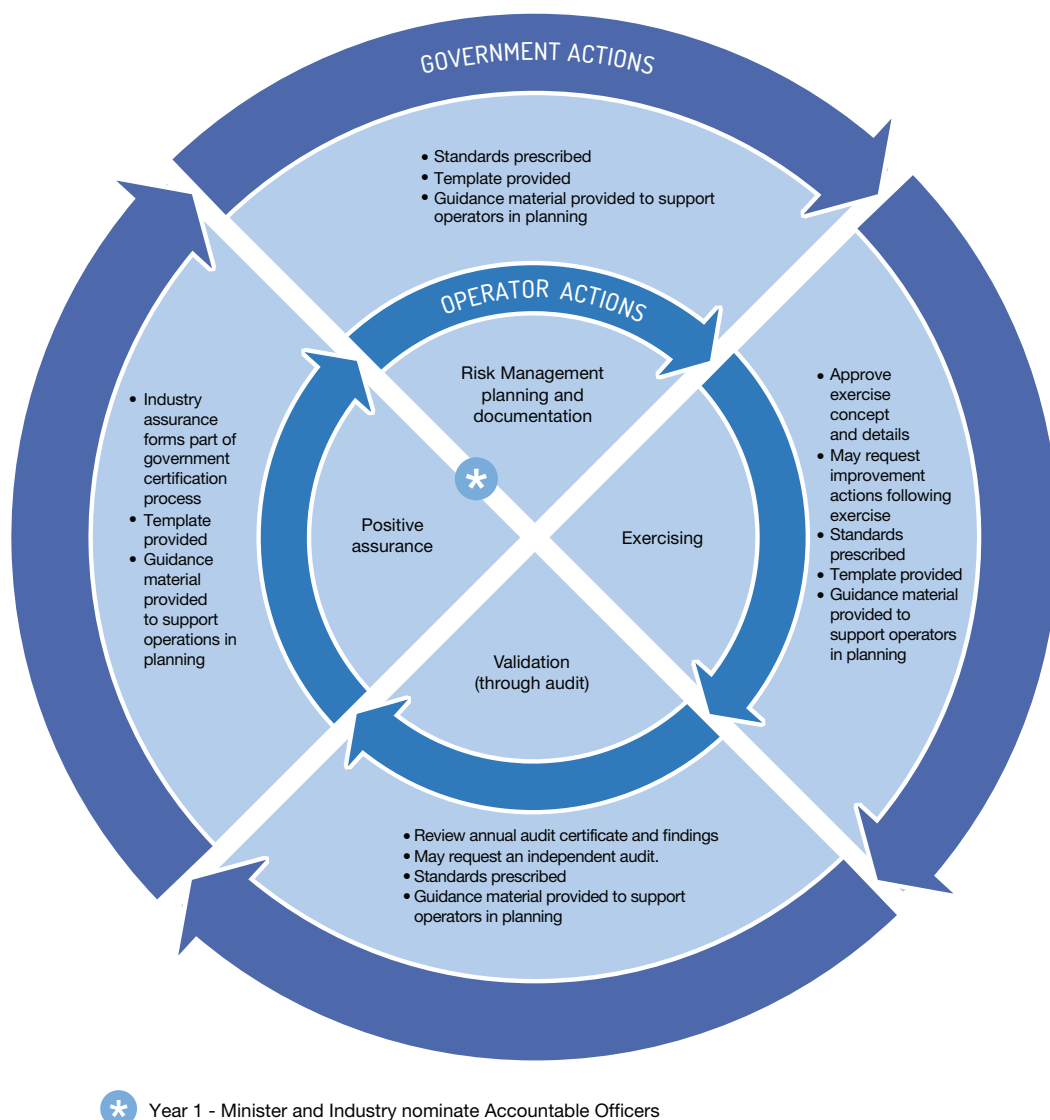 GOVERNMENT ACTIONS
• Standards prescribed
• Template provided
• Guidance material provided to support
operators in planning
OPERATOR ACTIONS
Risk Management
planning and
documentation
• Approve
exercise
concept
and details
• May request
improvement
actions following
exercise
• Standards
prescribed
• Template provided
• Guidance material
provided to
support operators
in planning
• Industry
assurance
forms part of
government
certification
process
• Template
provided
• Guidance
material
provided
to support
operations in
planning
*
Positive
assurance
Exercising
Validation
(through audit)
• Review annual audit certificate and findings
• May request an independent audit.
• Standards prescribed
• Guidance material provided to support
operators in planning
* Year 1 - Minister and Industry nominate Accountable Officers